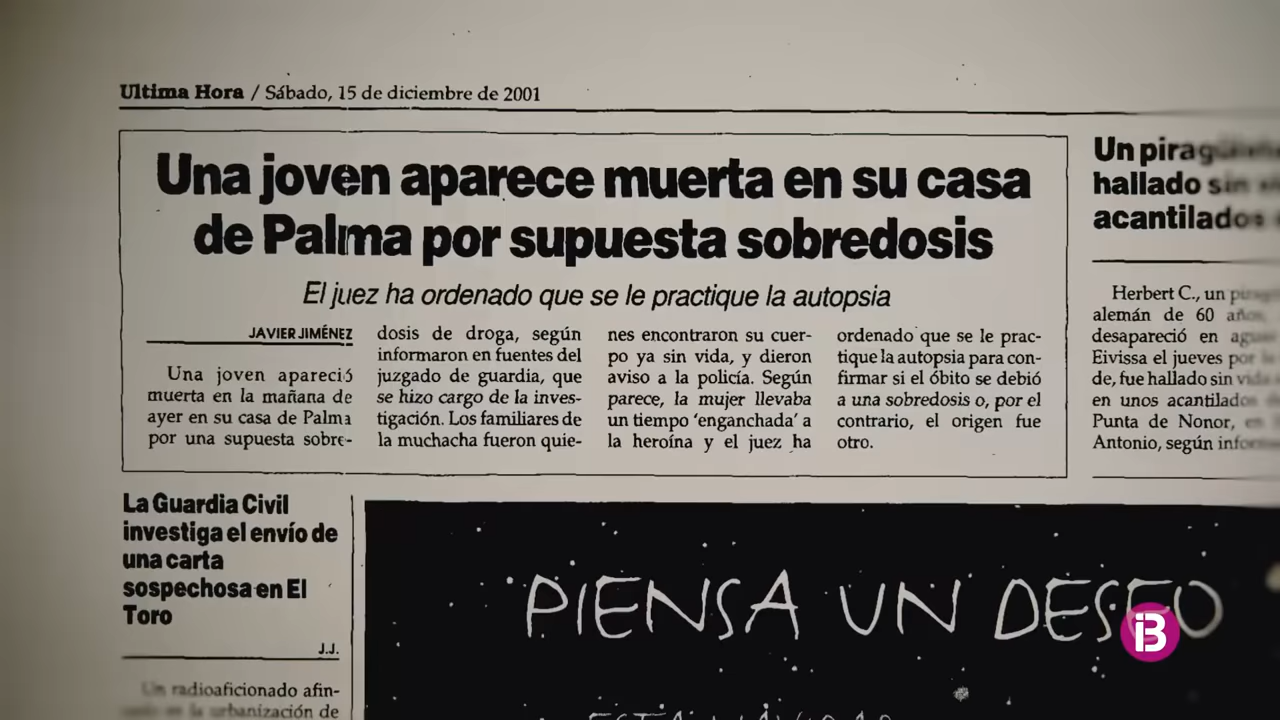 Ultima Hora / Sábado, 15 de diciembre de 2001
Una joven aparece muerta en su casa
de Palma por supuesta sobredosis
El juez ha ordenado que se le practique la autopsia
JAVIER JIMÉNEZ
Una joven apareció
muerta en la mañana de
ayer en su casa de Palma
por una supuesta sobre-
dosis de droga, según
informaron en fuentes del
juzgado de guardia, que
se hizo cargo de la inves-
tigación. Los familiares de
la muchacha fueron quie-
nes encontraron su cuer-
po ya sin vida, y dieron
aviso a la policía. Según
parece, la mujer llevaba
un tiempo 'enganchada' a
la heroína y el juez ha
ordenado que se le prac-
tique la autopsia para con-
firmar si el óbito se debió
a una sobredosis o, por el
contrario, el origen fue
otro.
Un piragüista
hallado sin
acantilados
Herbert C., un
alemán de 60 años,
desapareció en
Eivissa el jueves por
de, fue hallado sin vida
en unos acantilados
Punta de Nonor, en
Antonio, según
La Guardia Civil
investiga el envío de
una carta
sospechosa en El
Toro
J.J.
Un radioaficionado afin-
la urbanización de
PIENSA UN DESEO
IB